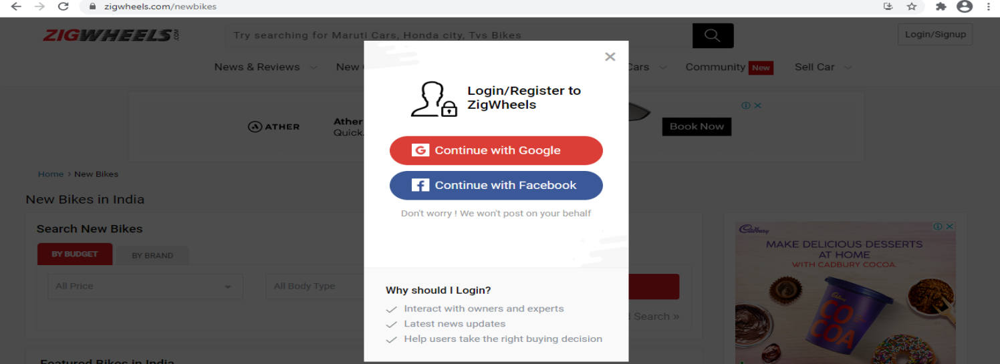 zigwheels.com/newbikes
ZIGWHEELS.COM
Try searching for Maruti Cars, Honda city, Tvs Bikes
Login/Signup
News & Reviews
New
Cars
Community New
Sell Car
Login/Register to
ZigWheels
ATHER
Ather
Quick.
Book Now
Continue with Google
Continue with Facebook
Don't worry ! We won't post on your behalf
Home › New Bikes
New Bikes in India
Search New Bikes
BY BUDGET
BY BRAND
All Price
All Body Type
Search »
Why should I Login?
Interact with owners and experts
Latest news updates
Help users take the right buying decision
Featured Bikes in India
Cadbury
MAKE DELICIOUS DESSERTS
AT HOME
WITH CADBURY COCOA.
Cadbury
CO
COA